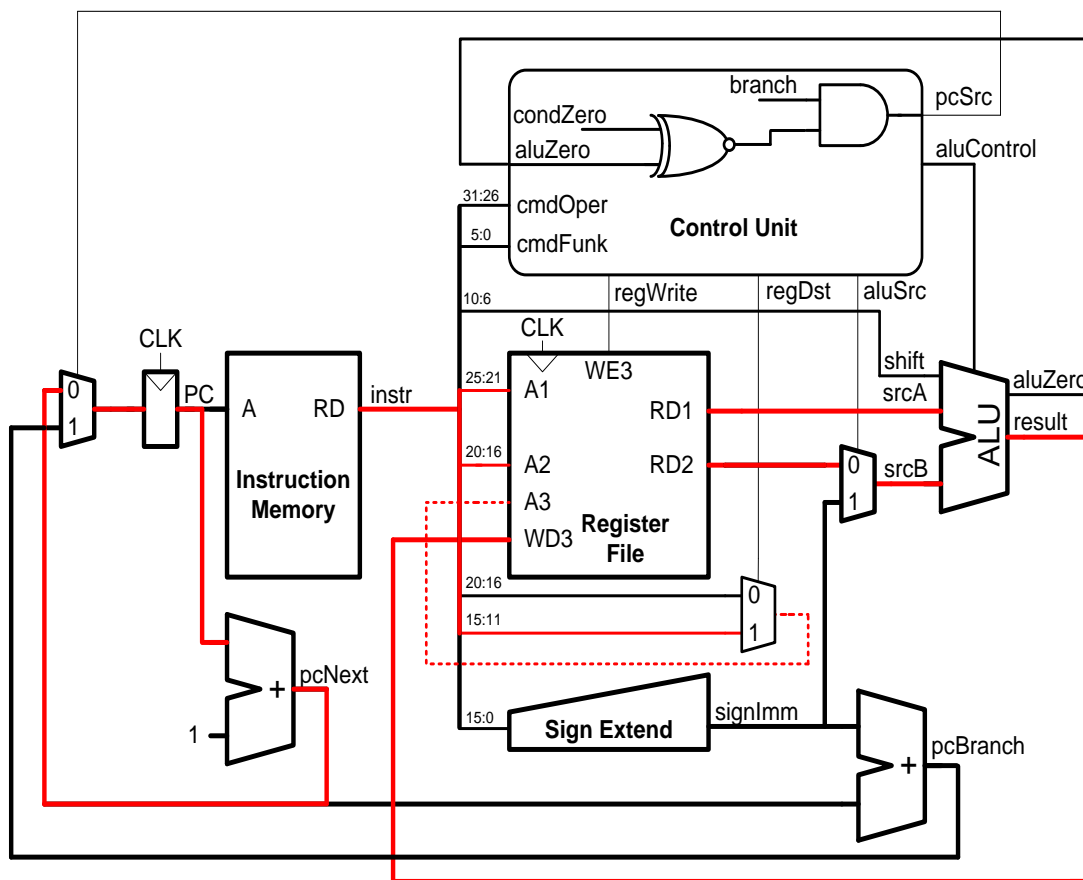 branch
pcSrc
condZero
aluZero
aluControl
31:26
cmdOper
Control Unit
5:0
cmdFunk
regWrite
regDst
aluSrc
10:6
CLK
CLK
WE3
shift
0
PC
instr
25:21
A1
srcA
aluZero
1
A
RD
RD1
ALU
result
20:16
A2
RD2
0
srcB
Instruction
Memory
A3
1
WD3
Register
File
20:16
0
15:11
1
pcNext
+
15:0
Sign Extend
signImm
1
pcBranch
+